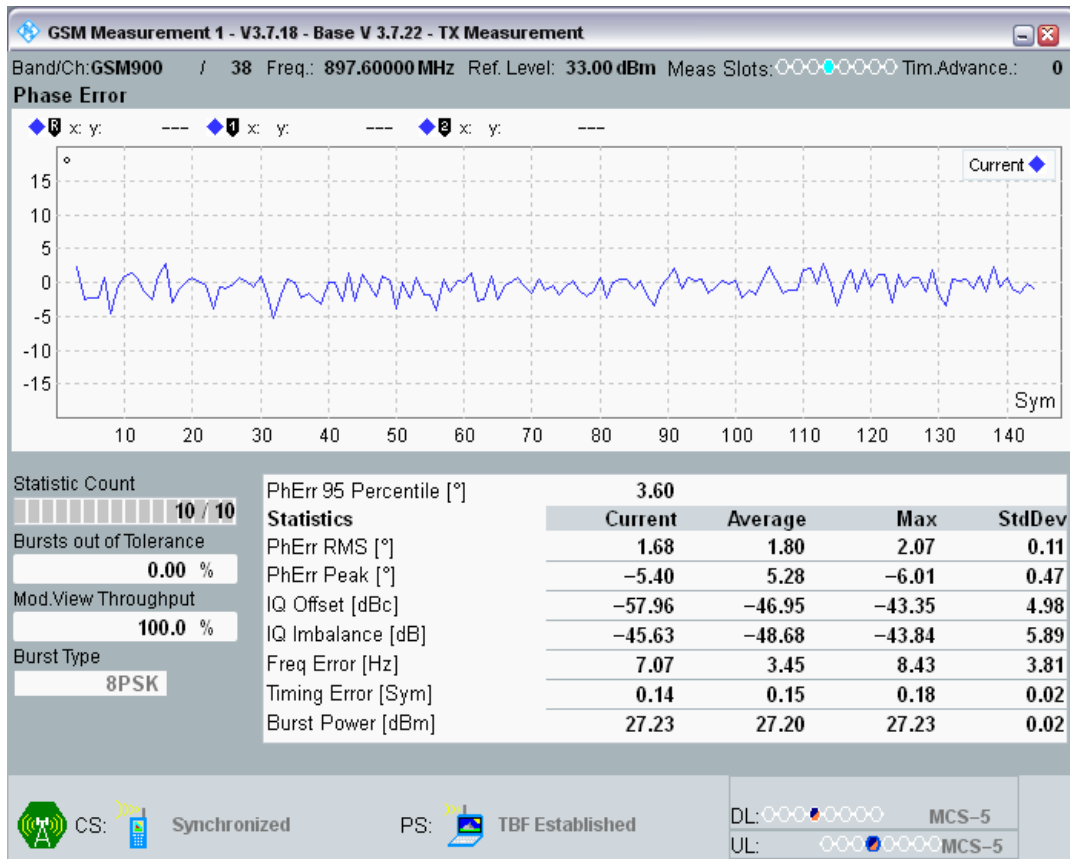 GSM Measurement 1 - V3.7.18 - Base V 3.7.22 - TX Measurement
Band/Ch:GSM900 / 38 Freq.: 897.60000 MHz Ref. Level: 33.00 dBm Meas Slots: Tim.Advance.: 0
Phase Error
R x: y: --- 1 x: y: --- 2 x: y: ---
° Current
15
10
5
0
-5
-10
-15
Sym
10 20 30 40 50 60 70 80 90 100 110 120 130 140
Statistic Count
10 / 10
Bursts out of Tolerance
0.00 %
Mod.View Throughput
100.0 %
Burst Type
8PSK
PhErr 95 Percentile [°] 3.60
Statistics Current Average Max StdDev
PhErr RMS [°] 1.68 1.80 2.07 0.11
PhErr Peak [°] −5.40 5.28 −6.01 0.47
IQ Offset [dBc] −57.96 −46.95 −43.35 4.98
IQ Imbalance [dB] −45.63 −48.68 −43.84 5.89
Freq Error [Hz] 7.07 3.45 8.43 3.81
Timing Error [Sym] 0.14 0.15 0.18 0.02
Burst Power [dBm] 27.23 27.20 27.23 0.02
CS: Synchronized PS: TBF Established
DL: MCS−5
UL: MCS−5